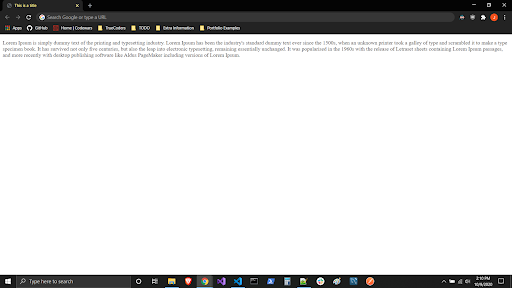 This is a title
Search Google or type a URL
Apps GitHub Home | Codewars TrueCoders TODO Extra Information Portfolio Examples
Lorem Ipsum is simply dummy text of the printing and typesetting industry. Lorem Ipsum has been the industry's standard dummy text ever since the 1500s, when an unknown printer took a galley of type and scrambled it to make a type
specimen book. It has survived not only five centuries, but also the leap into electronic typesetting, remaining essentially unchanged. It was popularised in the 1960s with the release of Letraset sheets containing Lorem Ipsum passages,
and more recently with desktop publishing software like Aldus PageMaker including versions of Lorem Ipsum.
Type here to search
2:10 PM
10/9/2020